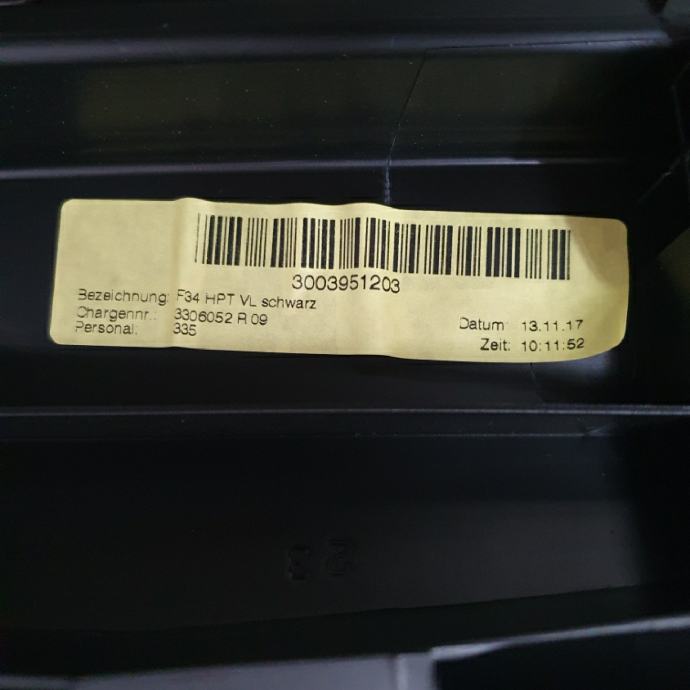 3003951203
Bezeichnung: F34 HPT VL schwarz
Chargennr.: 3306052 R 09
Personal: 335
Datum: 13.11.17
Zeit: 10:11:52